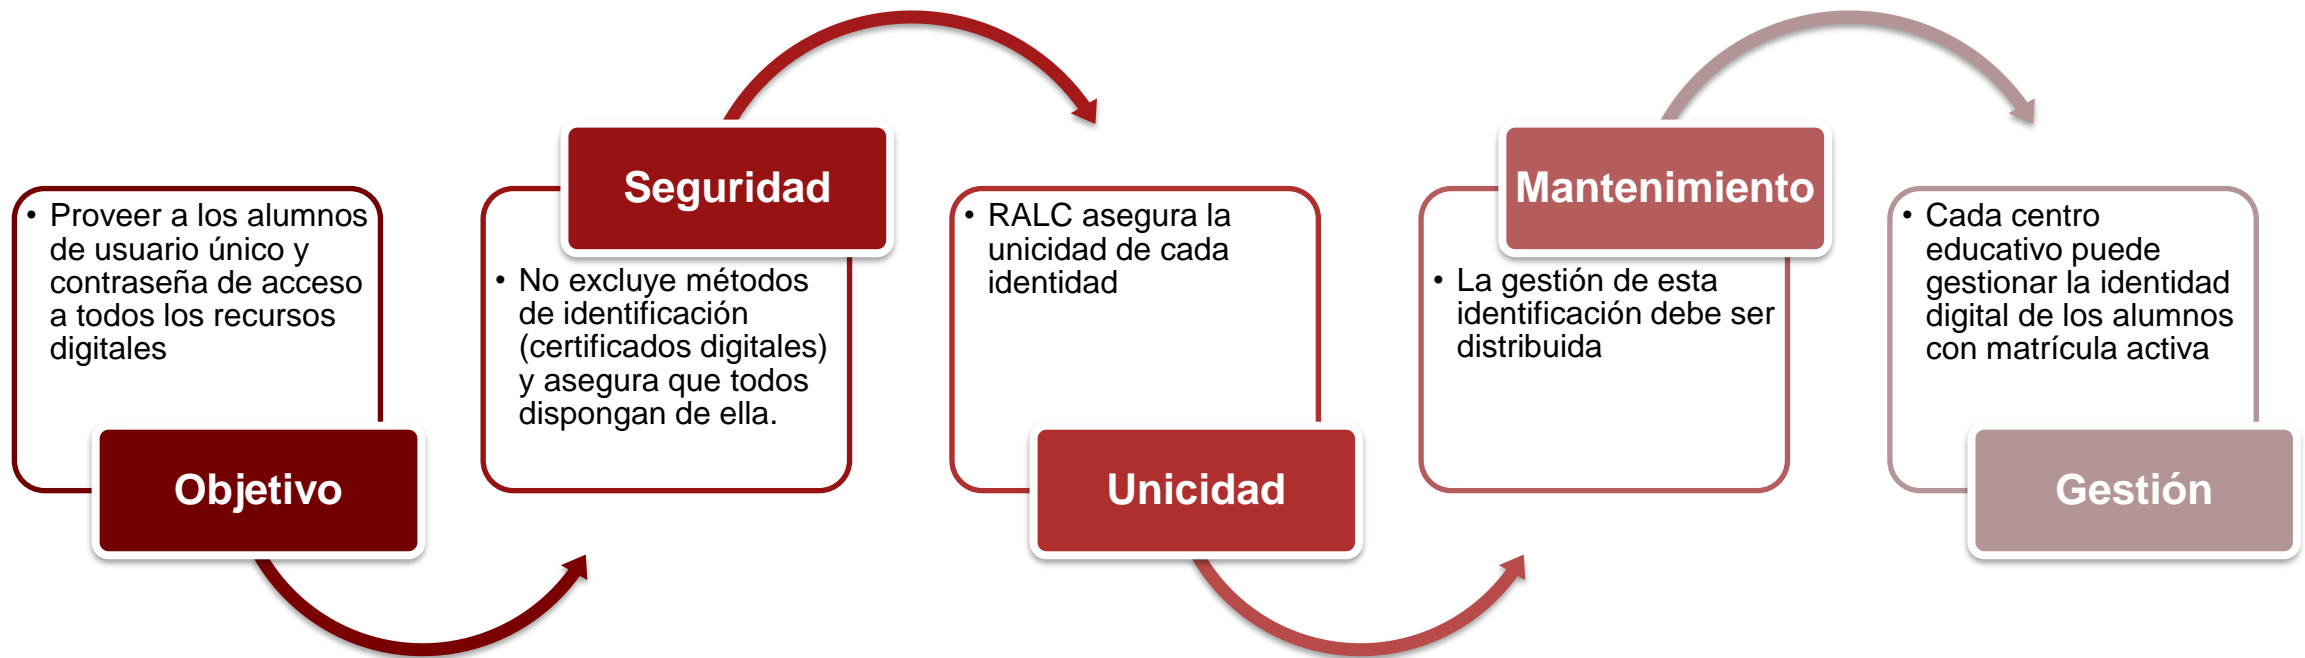 • Proveer a los alumnos
de usuario único y
contraseña de acceso
a todos los recursos
digitales
Objetivo
Seguridad
• No excluye métodos
de identificación
(certificados digitales)
y asegura que todos
dispongan de ella.
• RALC asegura la
unicidad de cada
identidad
Unicidad
Mantenimiento
• La gestión de esta
identificación debe ser
distribuida
• Cada centro
educativo puede
gestionar la identidad
digital de los alumnos
con matrícula activa
Gestión